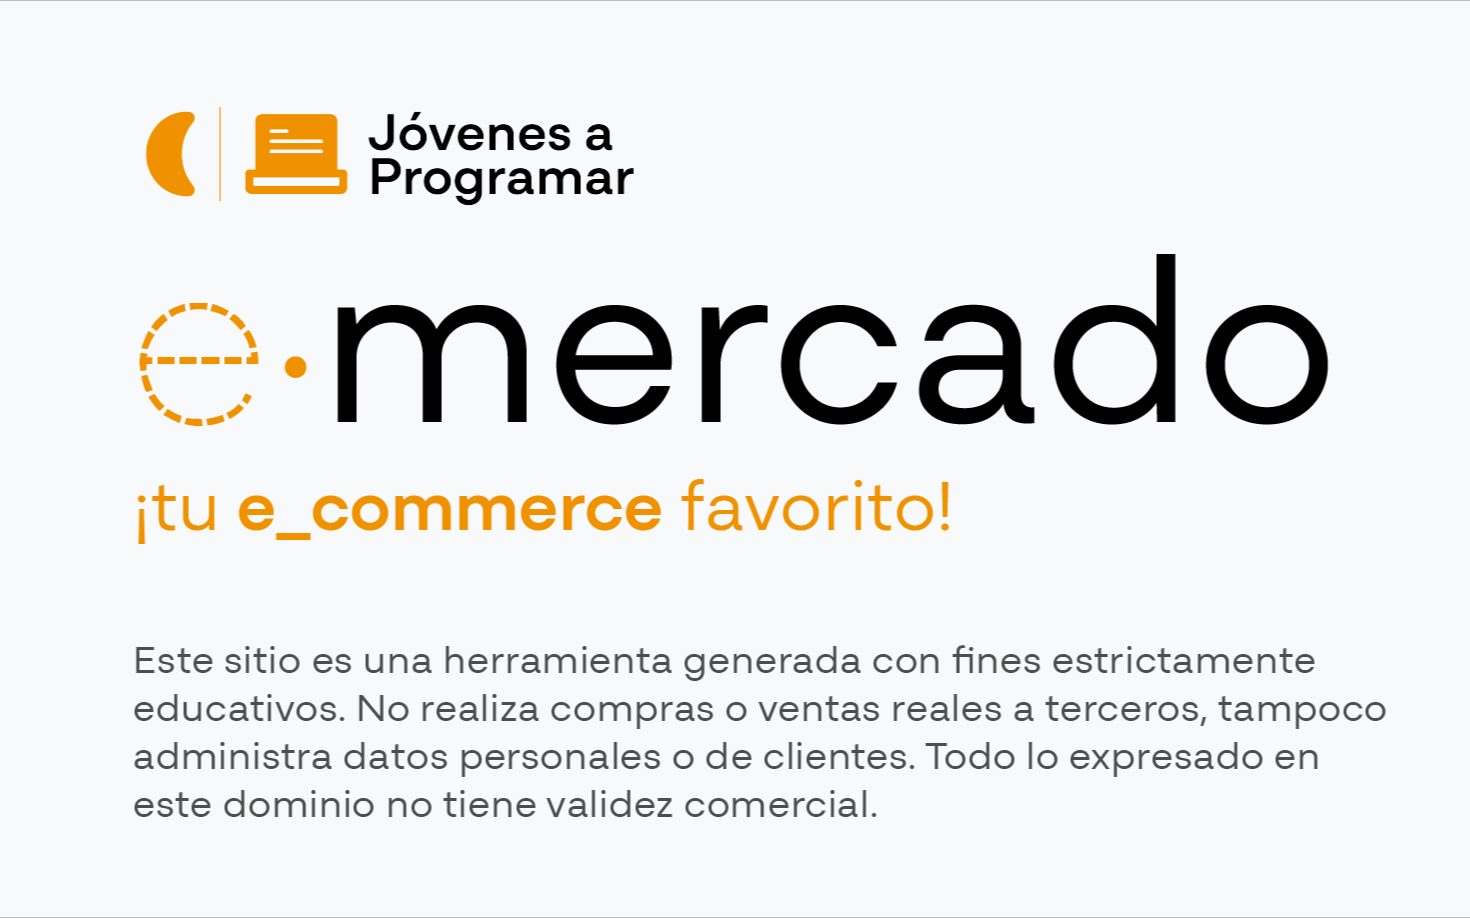 Jóvenes a
Programar
e·mercado
¡tu e_commerce favorito!
Este sitio es una herramienta generada con fines estrictamente
educativos. No realiza compras o ventas reales a terceros, tampoco
administra datos personales o de clientes. Todo lo expresado en
este dominio no tiene validez comercial.